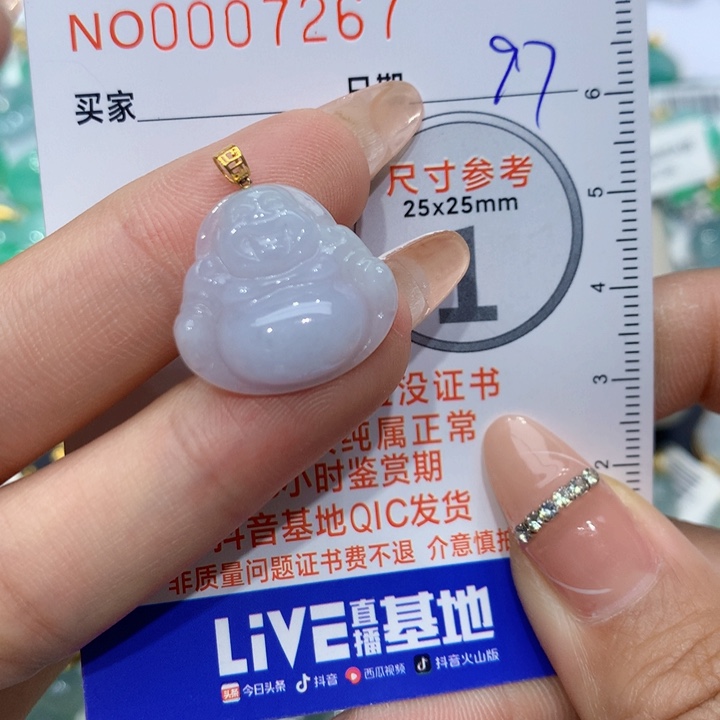 NO0007267
买家 日期 97
尺寸参考
25x25mm
1
没证书
纯属正常
小时鉴赏期
抖音基地QIC发货
非质量问题证书费不退 介意慎拍
LiVE直播基地
头条 今日头条 抖音 西瓜视频 抖音火山版
6
5
4
3
2